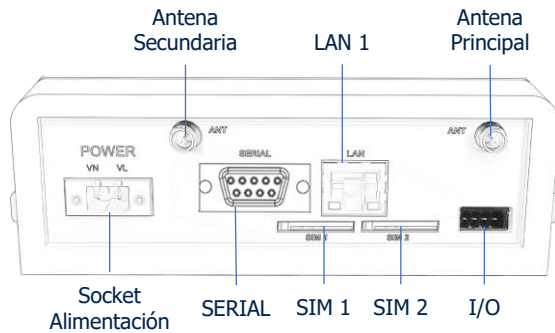 Antena
Secundaria
LAN 1
Antena
Principal
ANT
ANT
POWER
VN VL
SERIAL
LAN
SIM 1
SIM 2
Socket
Alimentación
SERIAL
SIM 1
SIM 2
I/O